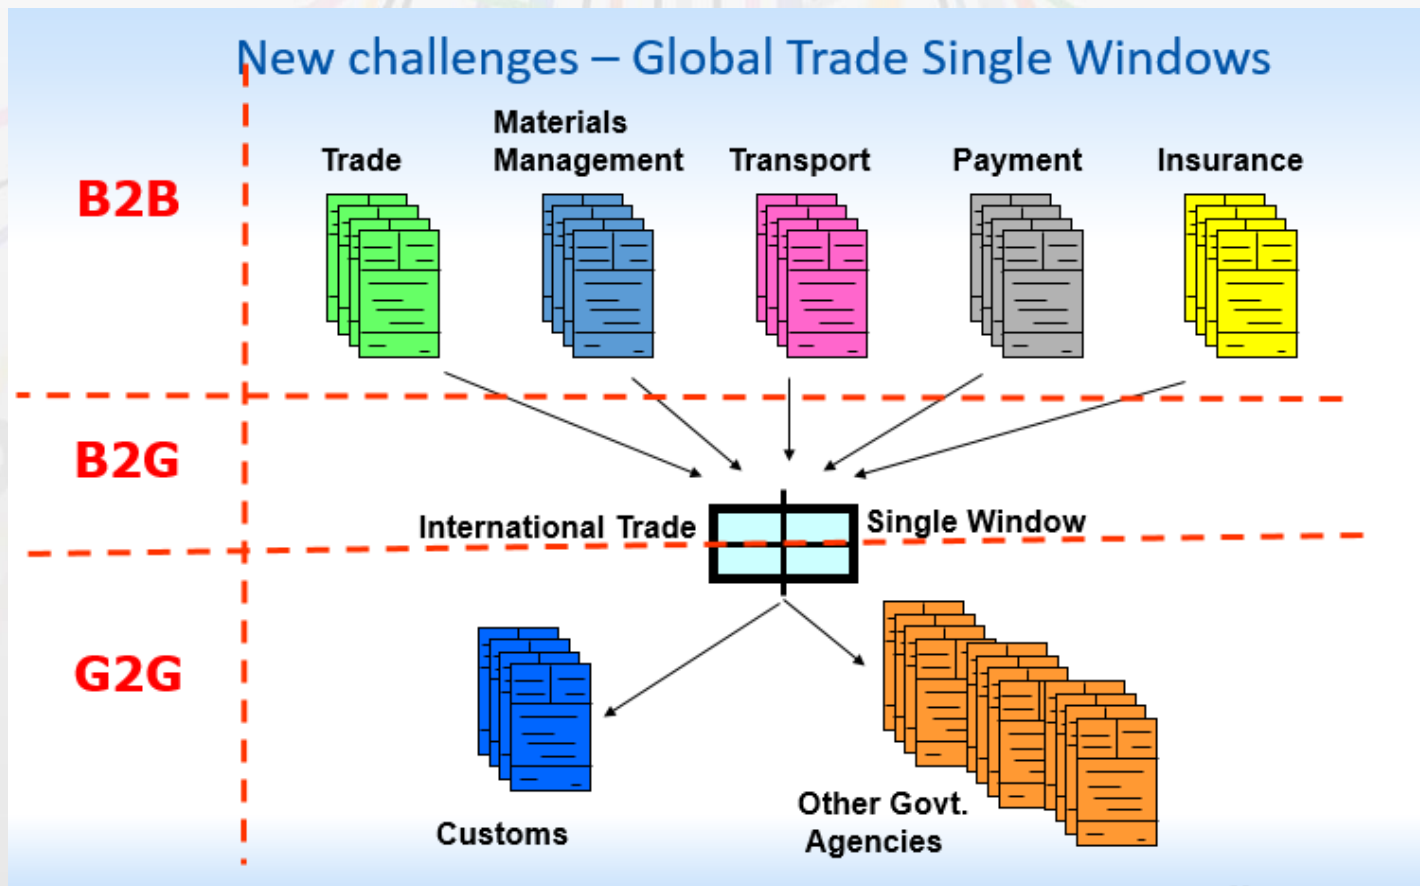 New challenges – Global Trade Single Windows
B2B
Trade
Materials
Management
Transport
Payment
Insurance
B2G
International Trade
Single Window
G2G
Customs
Other Govt.
Agencies